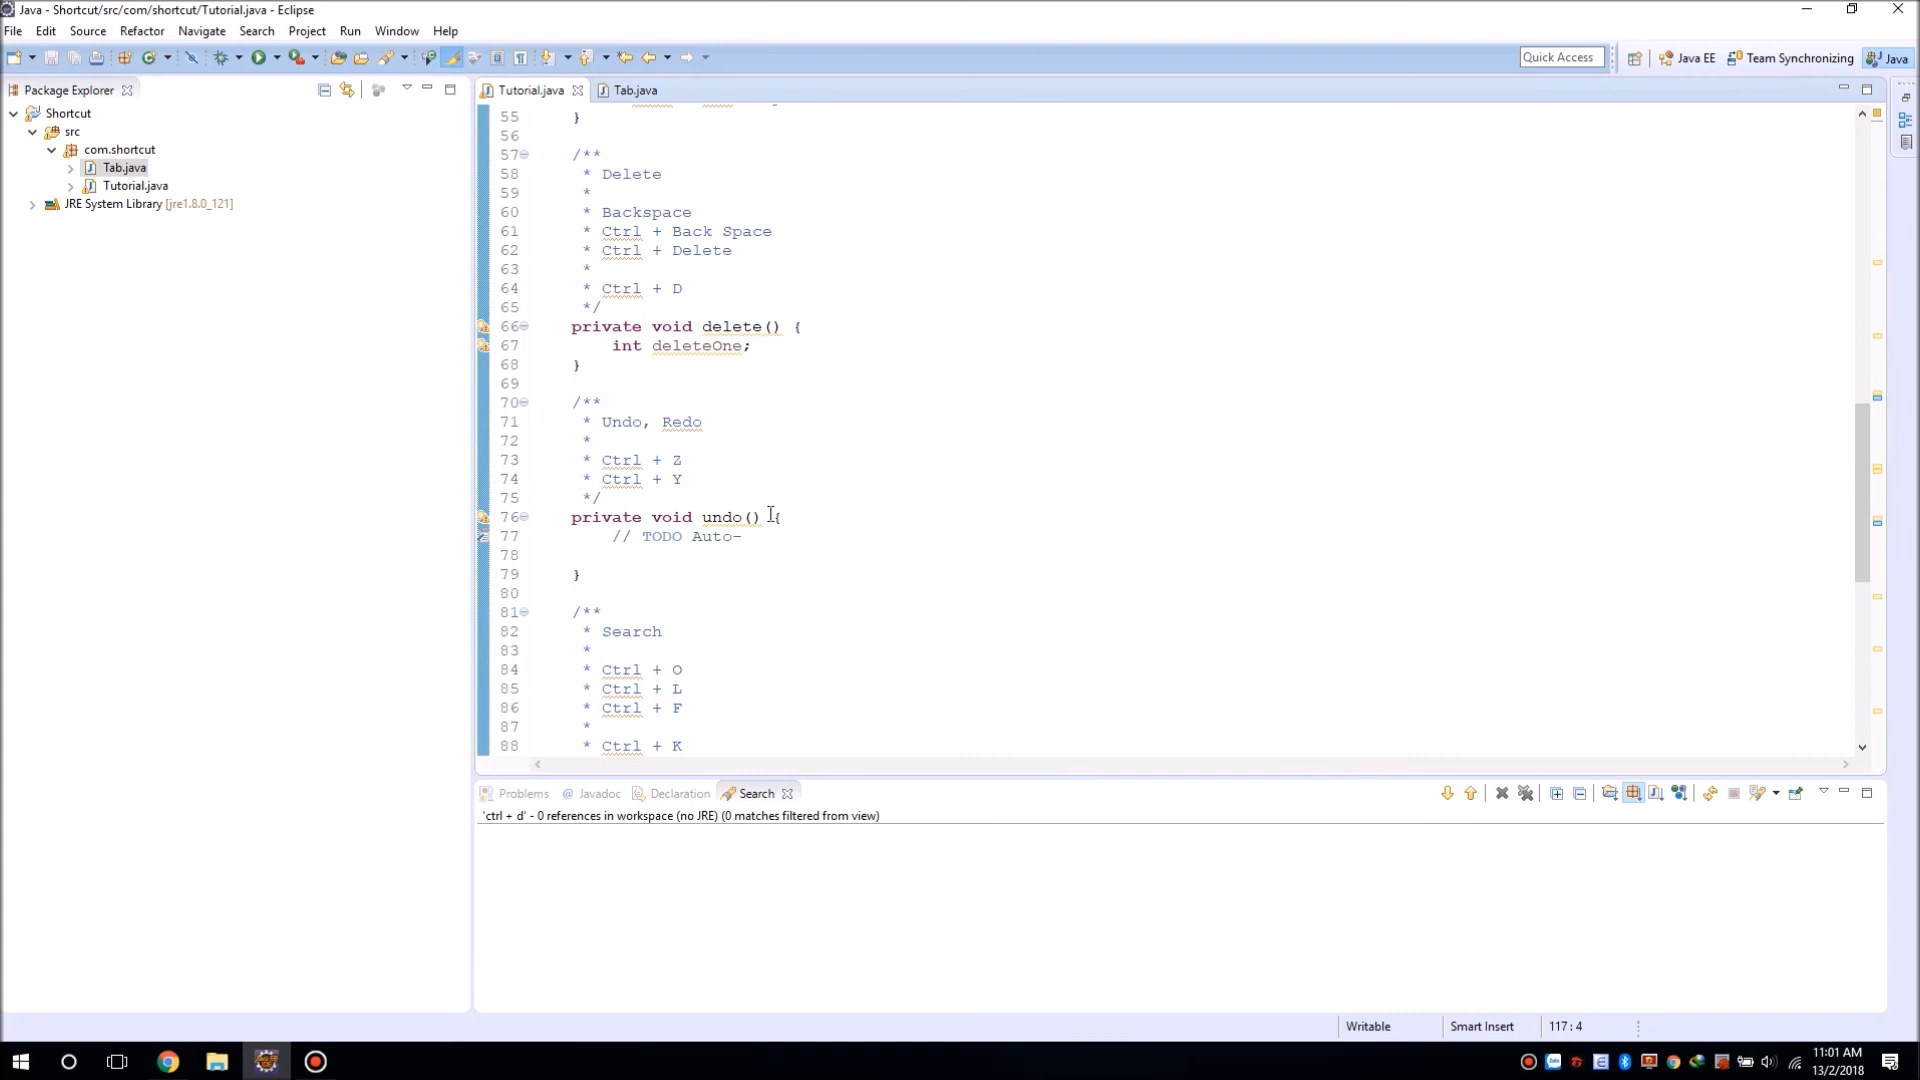 Java - Shortcut/src/com/shortcut/Tutorial.java - Eclipse
File Edit Source Refactor Navigate Search Project Run Window Help
Quick Access Java EE Team Synchronizing Java
Package Explorer
Shortcut
src
com.shortcut
Tab.java
Tutorial.java
JRE System Library [jre1.8.0_121]
Tutorial.java Tab.java
55 }
56
57 /**
58 * Delete
59 *
60 * Backspace
61 * Ctrl + Back Space
62 * Ctrl + Delete
63 *
64 * Ctrl + D
65 */
66 private void delete() {
67 int deleteOne;
68 }
69
70 /**
71 * Undo, Redo
72 *
73 * Ctrl + Z
74 * Ctrl + Y
75 */
76 private void undo() {
77 // TODO Auto-
78
79 }
80
81 /**
82 * Search
83 *
84 * Ctrl + O
85 * Ctrl + L
86 * Ctrl + F
87 *
88 * Ctrl + K
Problems @ Javadoc Declaration Search
'ctrl + d' - 0 references in workspace (no JRE) (0 matches filtered from view)
Writable Smart Insert 117 : 4
11:01 AM
13/2/2018